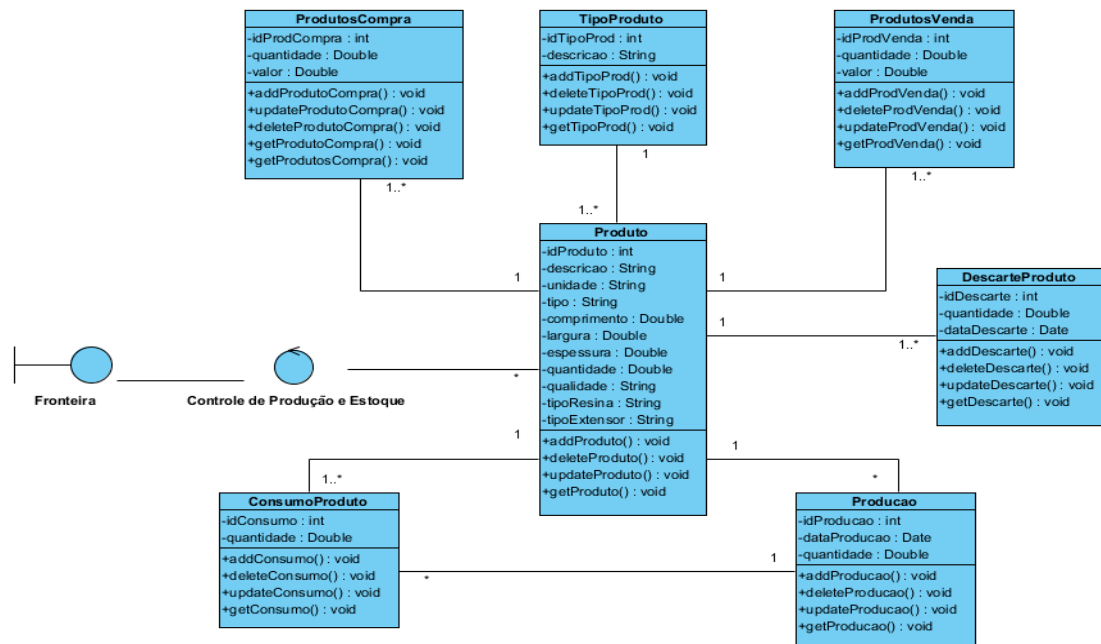 ProdutosCompra
-idProdCompra : int
-quantidade : Double
-valor : Double
+addProdutoCompra() : void
+updateProdutoCompra() : void
+deleteProdutoCompra() : void
+getProdutoCompra() : void
+getProdutosCompra() : void
1..*
TipoProduto
-idTipoProd : int
-descricao : String
+addTipoProd() : void
+deleteTipoProd() : void
+updateTipoProd() : void
+getTipoProd() : void
1
1..*
ProdutosVenda
-idProdVenda : int
-quantidade : Double
-valor : Double
+addProdVenda() : void
+deleteProdVenda() : void
+updateProdVenda() : void
+getProdVenda() : void
1..*
Produto
-idProduto : int
-descricao : String
-unidade : String
-tipo : String
-comprimento : Double
-largura : Double
-espessura : Double
-quantidade : Double
-qualidade : String
-tipoResina : String
-tipoExtensor : String
+addProduto() : void
+deleteProduto() : void
+updateProduto() : void
+getProduto() : void
1
1
1
1..*
DescarteProduto
-idDescarte : int
-quantidade : Double
-dataDescarte : Date
+addDescarte() : void
+deleteDescarte() : void
+updateDescarte() : void
+getDescarte() : void
Fronteira
Controle de Produção e Estoque
*
1
1..*
1
*
ConsumoProduto
-idConsumo : int
-quantidade : Double
+addConsumo() : void
+deleteConsumo() : void
+updateConsumo() : void
+getConsumo() : void
*
1
Producao
-idProducao : int
-dataProducao : Date
-quantidade : Double
+addProducao() : void
+deleteProducao() : void
+updateProducao() : void
+getProducao() : void